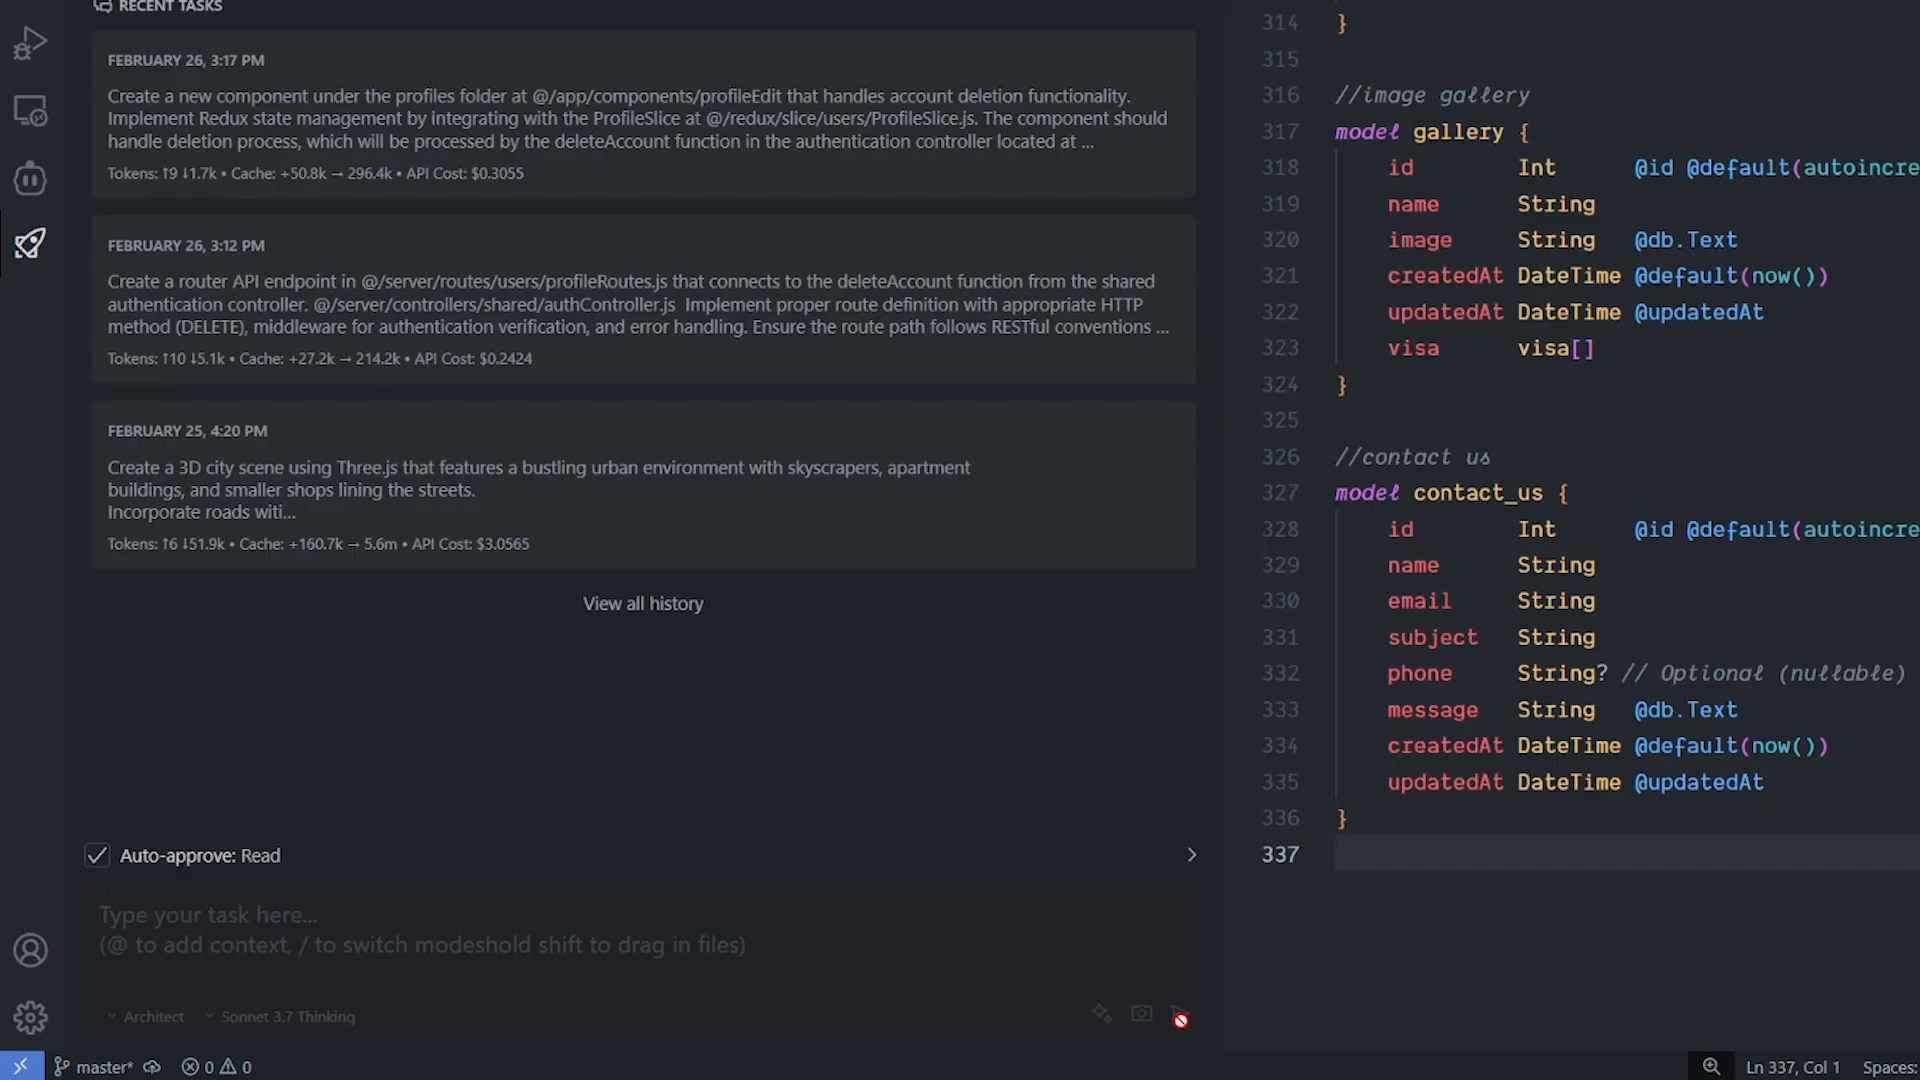 RECENT TASKS
FEBRUARY 26, 3:17 PM
Create a new component under the profiles folder at @/app/components/profileEdit that handles account deletion functionality.
Implement Redux state management by integrating with the ProfileSlice at @/redux/slice/users/ProfileSlice.js. The component should
handle deletion process, which will be processed by the deleteAccount function in the authentication controller located at ...
Tokens: ↑9 ↓1.7k • Cache: +50.8k → 296.4k • API Cost: $0.3055
FEBRUARY 26, 3:12 PM
Create a router API endpoint in @/server/routes/users/profileRoutes.js that connects to the deleteAccount function from the shared
authentication controller. @/server/controllers/shared/authController.js  Implement proper route definition with appropriate HTTP
method (DELETE), middleware for authentication verification, and error handling. Ensure the route path follows RESTful conventions ...
Tokens: ↑10 ↓5.1k • Cache: +27.2k → 214.2k • API Cost: $0.2424
FEBRUARY 25, 4:20 PM
Create a 3D city scene using Three.js that features a bustling urban environment with skyscrapers, apartment
buildings, and smaller shops lining the streets.
Incorporate roads witi...
Tokens: ↑6 ↓51.9k • Cache: +160.7k → 5.6m • API Cost: $3.0565
View all history
Auto-approve: Read
Type your task here...
(@ to add context, / to switch modeshold shift to drag in files)
Architect Sonnet 3.7 Thinking
314 }
315
316 //image gallery
317 model gallery {
318 id Int @id @default(autoincre
319 name String
320 image String @db.Text
321 createdAt DateTime @default(now())
322 updatedAt DateTime @updatedAt
323 visa visa[]
324 }
325
326 //contact us
327 model contact_us {
328 id Int @id @default(autoincre
329 name String
330 email String
331 subject String
332 phone String? // Optional (nullable)
333 message String @db.Text
334 createdAt DateTime @default(now())
335 updatedAt DateTime @updatedAt
336 }
337
master* 0 0 Ln 337, Col 1 Spaces: